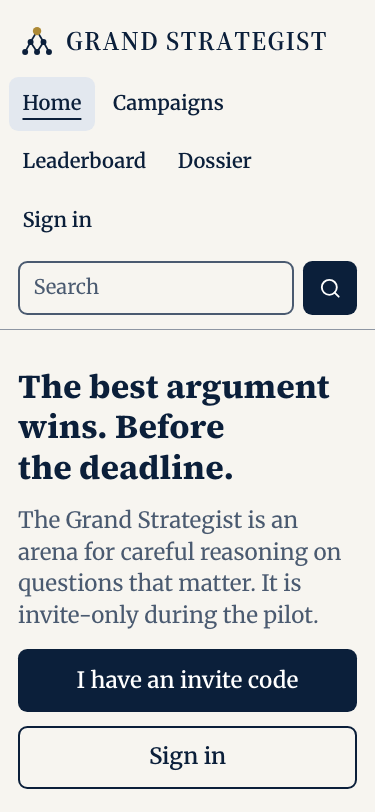 GRAND STRATEGIST
Home
Campaigns
Leaderboard
Dossier
Sign in
Search
The best argument
wins. Before
the deadline.
The Grand Strategist is an
arena for careful reasoning on
questions that matter. It is
invite-only during the pilot.
I have an invite code
Sign in